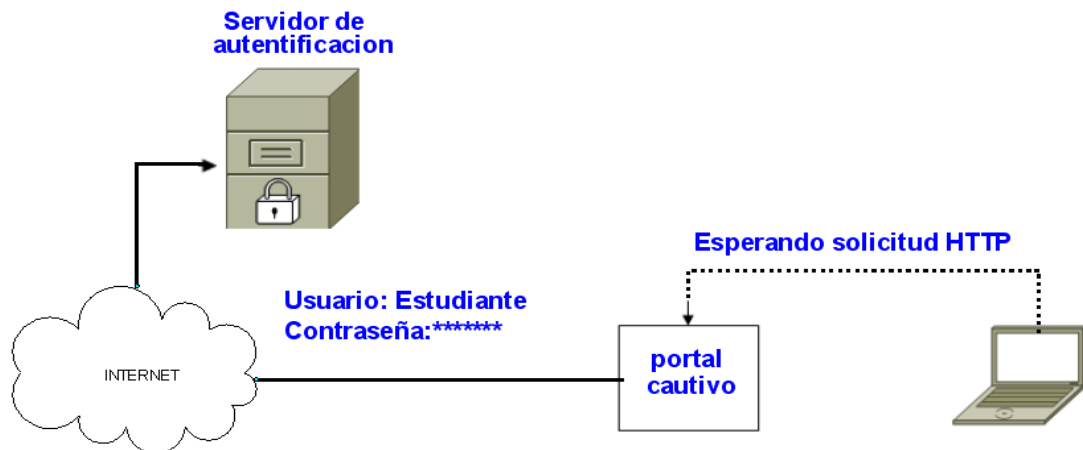 Servidor de
autentificacion
Esperando solicitud HTTP
Usuario: Estudiante
Contraseña:*******
portal
cautivo
INTERNET